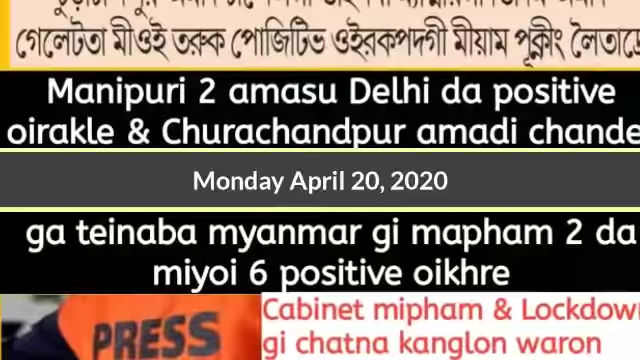 গেলেটতা মীওই তরুক পোজিটিভ ওইরকপদগী মীয়াম পূক্নীং
Manipuri 2 amasu Delhi da positive
oirakle & Churachandpur amadi chande
Monday April 20, 2020
ga teinaba myanmar gi mapham 2 da
miyoi 6 positive oikhre
PRESS
Cabinet mipham & Lockdown
gi chatna kanglon waron